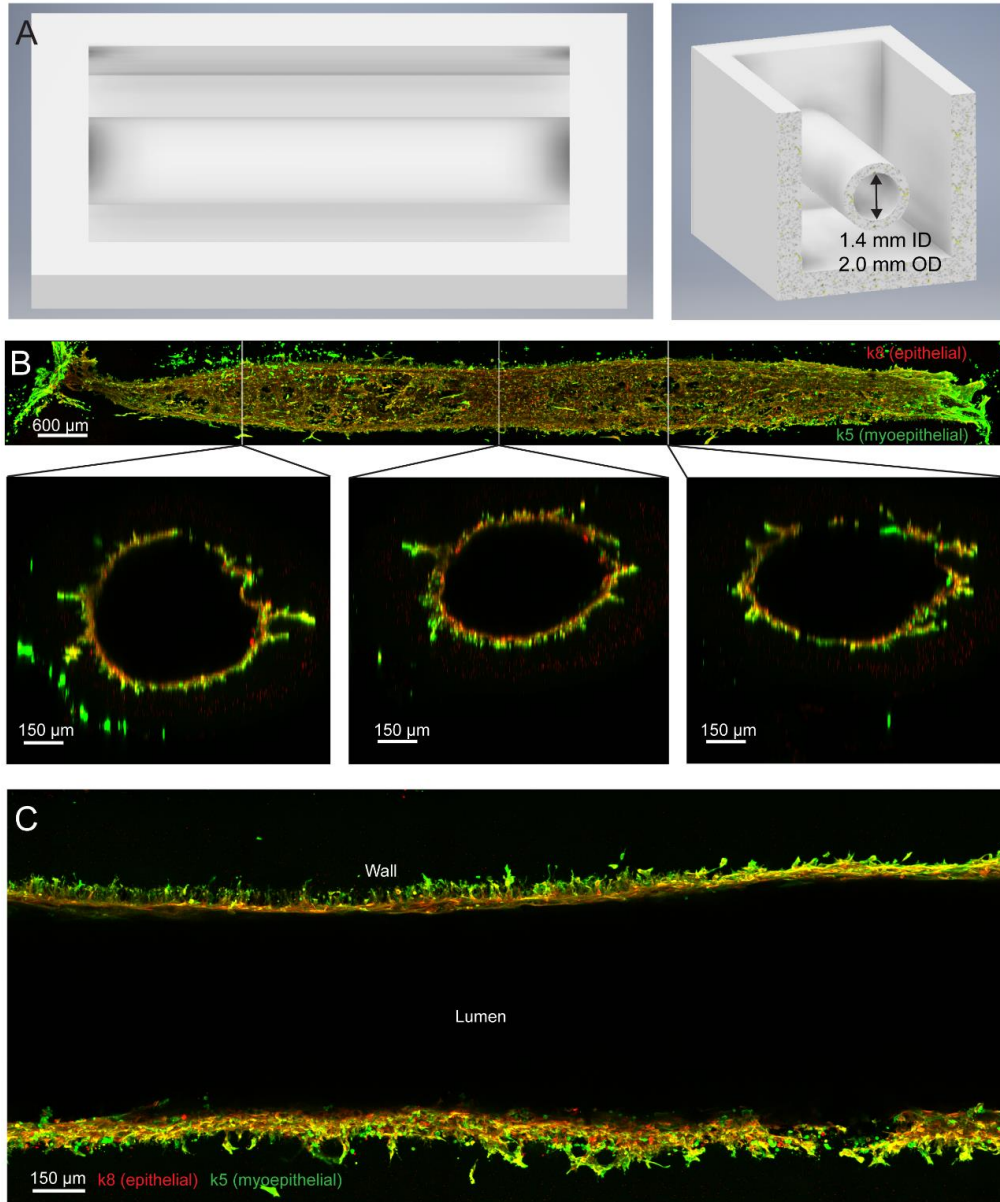 A
1.4 mm ID
2.0 mm OD
B
k8 (epithelial)
600 µm
k5 (myoepithelial)
150 µm
150 µm
150 µm
C
Wall
Lumen
150 µm k8 (epithelial) k5 (myoepithelial)